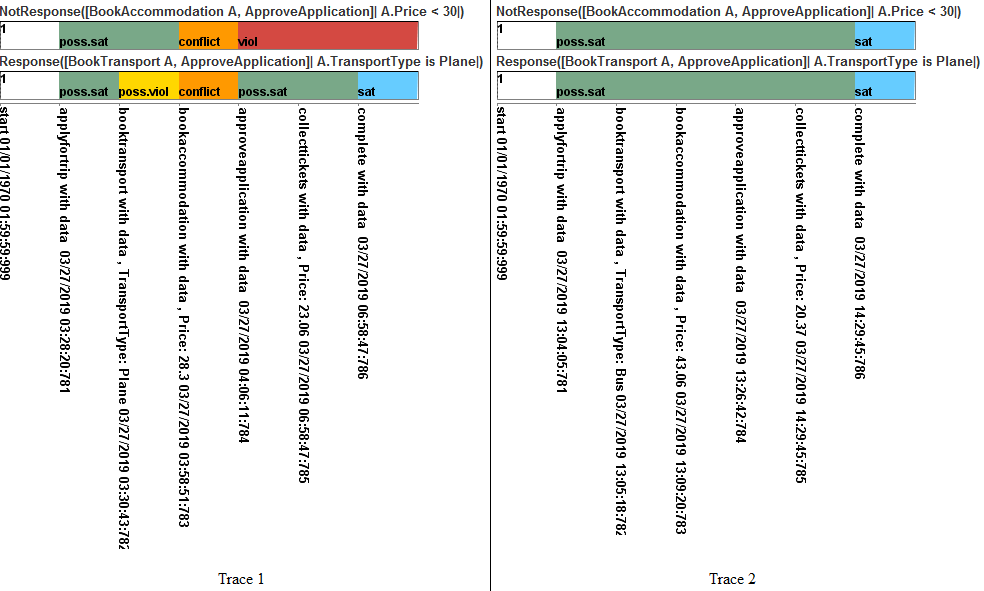 NotResponse([BookAccommodation A, ApproveApplication]| A.Price < 30|)
1
poss.sat
conflict
viol
Response([BookTransport A, ApproveApplication]| A.TransportType is Plane|)
1
poss.sat
poss.viol
conflict
poss.sat
sat
start 01/01/1970 01:59:59:999
applyfortrip with data 03/27/2019 03:28:20:781
booktransport with data , TransportType: Plane 03/27/2019 03:30:43:782
bookaccommodation with data , Price: 28.3 03/27/2019 03:58:51:783
approveapplication with data 03/27/2019 04:06:11:784
collecttickets with data , Price: 23.06 03/27/2019 06:58:47:785
complete with data 03/27/2019 06:58:47:786
Trace 1
NotResponse([BookAccommodation A, ApproveApplication]| A.Price < 30|)
1
poss.sat
sat
Response([BookTransport A, ApproveApplication]| A.TransportType is Plane|)
1
poss.sat
sat
start 01/01/1970 01:59:59:999
applyfortrip with data 03/27/2019 13:04:05:781
booktransport with data , TransportType: Bus 03/27/2019 13:05:18:782
bookaccommodation with data , Price: 43.06 03/27/2019 13:09:20:783
approveapplication with data 03/27/2019 13:26:42:784
collecttickets with data , Price: 20.37 03/27/2019 14:29:45:785
complete with data 03/27/2019 14:29:45:786
Trace 2